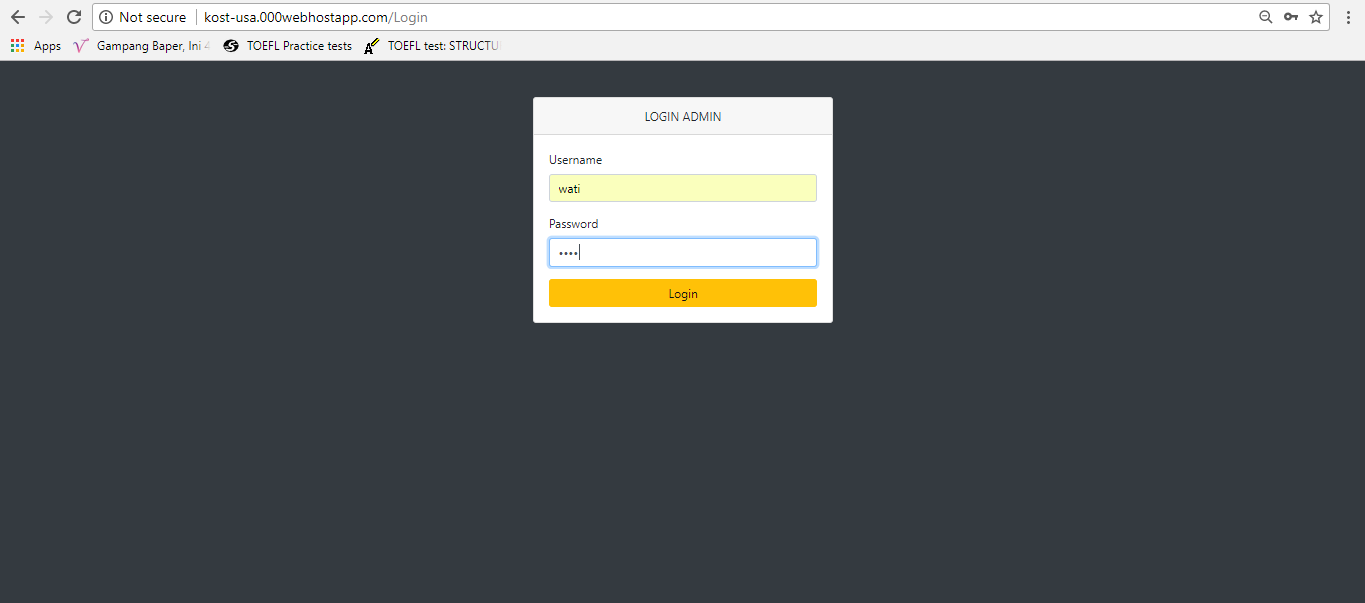 Not secure kost-usa.000webhostapp.com/Login
Apps Gampang Baper, Ini TOEFL Practice tests TOEFL test: STRUCTU
LOGIN ADMIN
Username
wati
Password
••••
Login